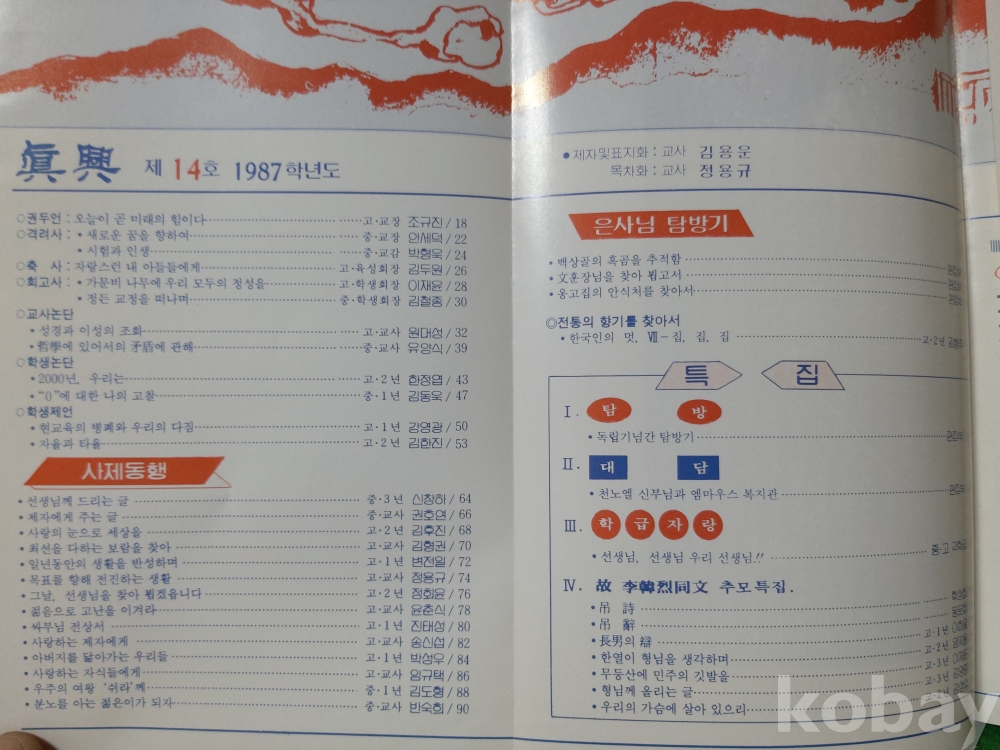 眞興 제 14 호 1987 학년도
○권두언 : 오늘이 곧 미래의 힘이다 고·교장 조규진 / 18
○격려사 : • 새로운 꿈을 향하여 중·교장 안세덕 / 22
• 시험과 인생 중·교감 박형욱 / 24
○축 사 : 자랑스런 내 아들들에게 고·육성회장 김두원 / 26
○회고사 : • 가문비 나무에 우리 모두의 정성을 고·학생회장 이재윤 / 28
• 정든 교정을 떠나며 중·학생회장 김철종 / 30
○교사논단
• 성경과 이성의 조화 고·교사 원대성 / 32
• 哲學에 있어서의 矛盾에 관해 중·교사 유양식 / 39
○학생논단
• 2000년, 우리는 고·2년 한정엽 / 43
• “0”에 대한 나의 고찰 중·1년 김동욱 / 47
○학생제언
• 현교육의 병폐와 우리의 다짐 고·1년 강영광 / 50
• 자율과 타율 고·2년 김한진 / 53
사제동행
• 선생님께 드리는 글 중·3년 신창하 / 64
• 제자에게 주는 글 중·교사 권호연 / 66
• 사랑의 눈으로 세상을 고·2년 김후진 / 68
• 최선을 다하는 보람을 찾아 고·교사 김형권 / 70
• 일년동안의 생활을 반성하며 고·1년 변전일 / 72
• 목표를 향해 전진하는 생활 고·교사 정용규 / 74
• 그날, 선생님을 찾아 뵙겠읍니다 고·2년 정회윤 / 76
• 젊음으로 고난을 이겨라 고·교사 윤춘식 / 78
• 싸부님 전상서 고·1년 진태성 / 80
• 사랑하는 제자에게 고·교사 송신섭 / 82
• 아버지를 닮아가는 우리들 고·1년 박성우 / 84
• 사랑하는 자식들에게 고·교사 임규택 / 86
• 우주의 여왕 ‘쉬라’께 중·1년 김도형 / 88
• 분노를 아는 젊은이가 되자 중·교사 반숙희 / 90
• 제자및표지화 : 교사 김용운
목차화 : 교사 정용규
은사님 탐방기
• 백상골의 흑곰을 추적함
• 文훈장님을 찾아 뵙고서
• 옹고집의 안식처를 찾아서
◎전통의 향기를 찾아서
• 한국인의 멋, Ⅶ - 집, 집, 집 고·2년
특 집
Ⅰ. 탐 방
• 독립기념관 탐방기
Ⅱ. 대 담
• 천노엘 신부님과 엠마우스 복지관
Ⅲ. 학 급 자 랑
• 선생님, 선생님 우리 선생님!! 중·고
Ⅳ. 故 李韓烈同文 추모특집.
• 吊 詩
• 吊 辭
• 長男의 辯 고·1년
• 한열이 형님을 생각하며 고·2년
• 무등산에 민주의 깃발을 고·3년
• 형님께 올리는 글
• 우리의 가슴에 살아 있으리
kobay